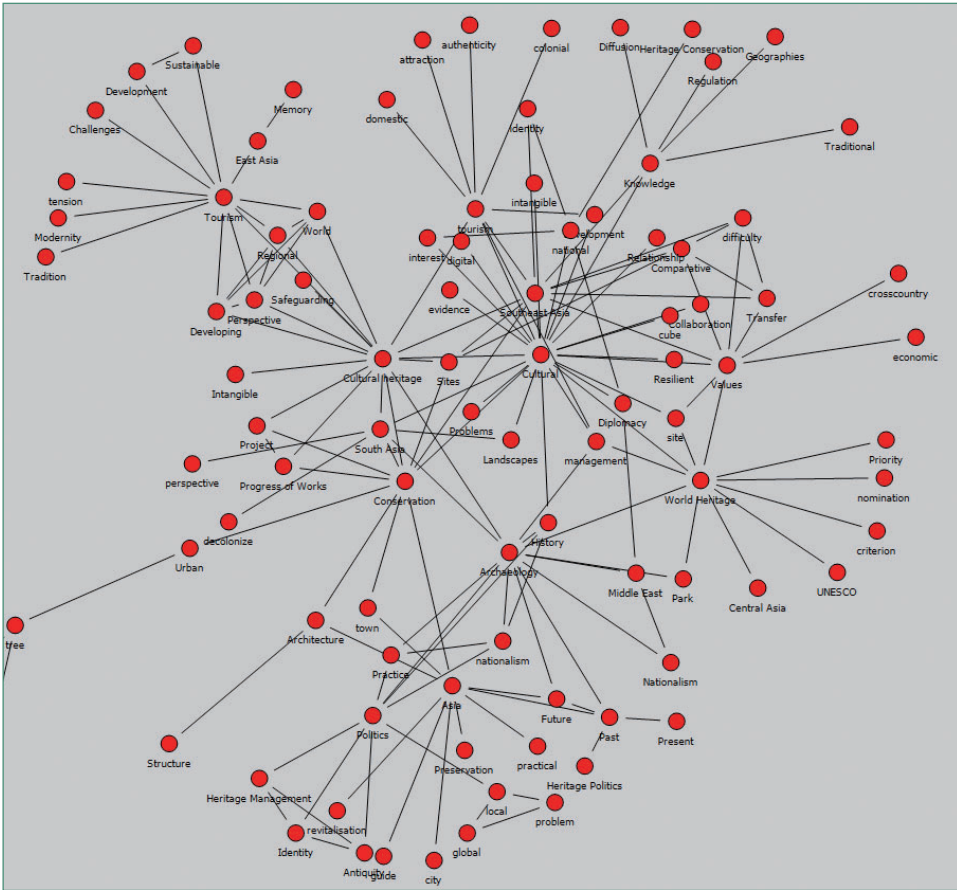 authenticity
colonial
Diffusion
Heritage Conservation
Geographies
attraction
Sustainable
Regulation
Development
Memory
domestic
Challenges
identity
Traditional
East Asia
Knowledge
tension
intangible
Tourism
World
tourism
difficulty
Modernity
velopment
national
Regional
interest
digital
Relationship
Comparative
Tradition
crosscountry
Safeguarding
evidence
Southeast Asia
Transfer
Perspective
Developing
Collaboration
cube
economic
Cultural heritage
Sites
Cultural
Resilient
Values
Intangible
Problems
Diplomacy
site
Project
South Asia
Landscapes
management
Priority
perspective
Progress of Works
Conservation
World Heritage
nomination
decolonize
History
criterion
Urban
Archaeology
Middle East
Park
Central Asia
UNESCO
tree
Architecture
town
nationalism
Practice
Nationalism
Asia
Politics
Future
Past
Present
Structure
Preservation
practical
Heritage Politics
Heritage Management
local
revitalisation
problem
Identity
global
Antiquity
guide
city